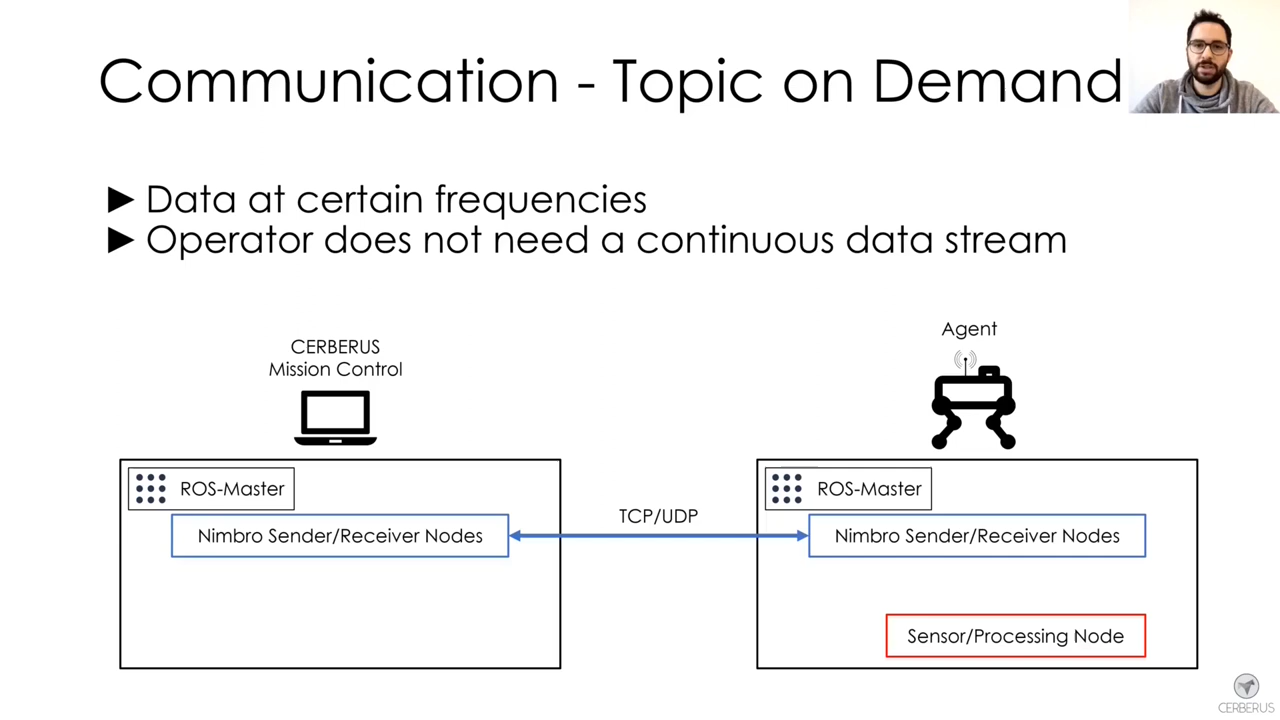 Communication - Topic on Demand
► Data at certain frequencies
► Operator does not need a continuous data stream
CERBERUS
Mission Control
Agent
ROS-Master
Nimbro Sender/Receiver Nodes
TCP/UDP
ROS-Master
Nimbro Sender/Receiver Nodes
Sensor/Processing Node
CERBERUS